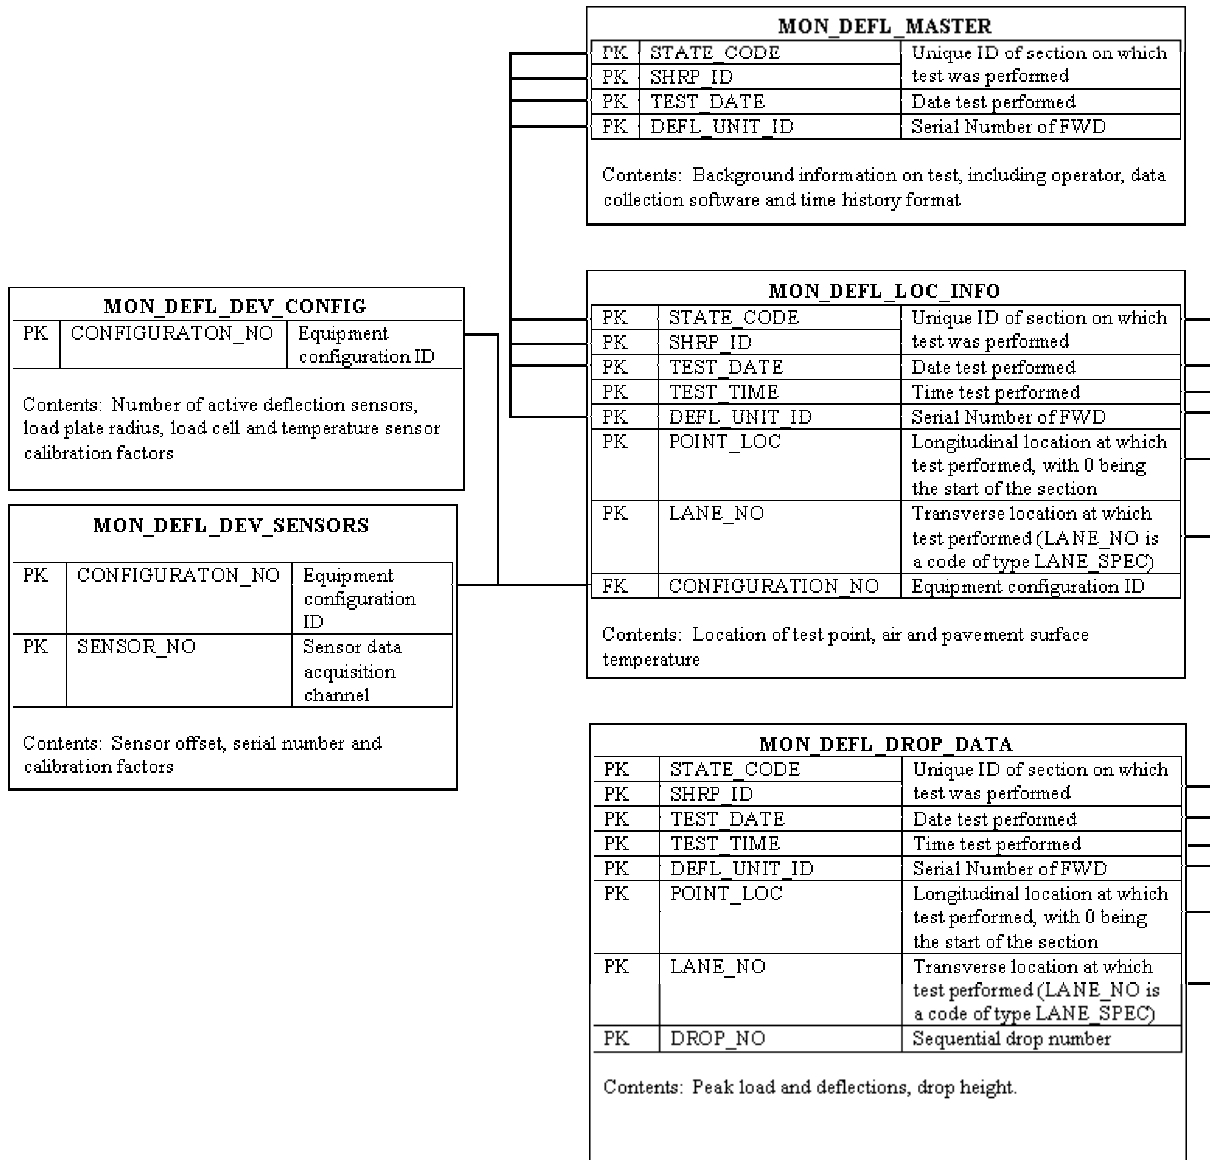 MON_DEFL_MASTER
PK STATE_CODE Unique ID of section on which
PK SHRP_ID test was performed
PK TEST_DATE Date test performed
PK DEFL_UNIT_ID Serial Number of FWD
Contents: Background information on test, including operator, data
collection software and time history format
MON_DEFL_DEV_CONFIG
PK CONFIGURATON_NO Equipment
configuration ID
Contents: Number of active deflection sensors,
load plate radius, load cell and temperature sensor
calibration factors
MON_DEFL_DEV_SENSORS
PK CONFIGURATON_NO Equipment
configuration
ID
PK SENSOR_NO Sensor data
acquisition
channel
Contents: Sensor offset, serial number and
calibration factors
MON_DEFL_LOC_INFO
PK STATE_CODE Unique ID of section on which
PK SHRP_ID test was performed
PK TEST_DATE Date test performed
PK TEST_TIME Time test performed
PK DEFL_UNIT_ID Serial Number of FWD
PK POINT_LOC Longitudinal location at which
test performed, with 0 being
the start of the section
PK LANE_NO Transverse location at which
test performed (LANE_NO is
a code of type LANE_SPEC)
FK CONFIGURATION_NO Equipment configuration ID
Contents: Location of test point, air and pavement surface
temperature
MON_DEFL_DROP_DATA
PK STATE_CODE Unique ID of section on which
PK SHRP_ID test was performed
PK TEST_DATE Date test performed
PK TEST_TIME Time test performed
PK DEFL_UNIT_ID Serial Number of FWD
PK POINT_LOC Longitudinal location at which
test performed, with 0 being
the start of the section
PK LANE_NO Transverse location at which
test performed (LANE_NO is
a code of type LANE_SPEC)
PK DROP_NO Sequential drop number
Contents: Peak load and deflections, drop height.